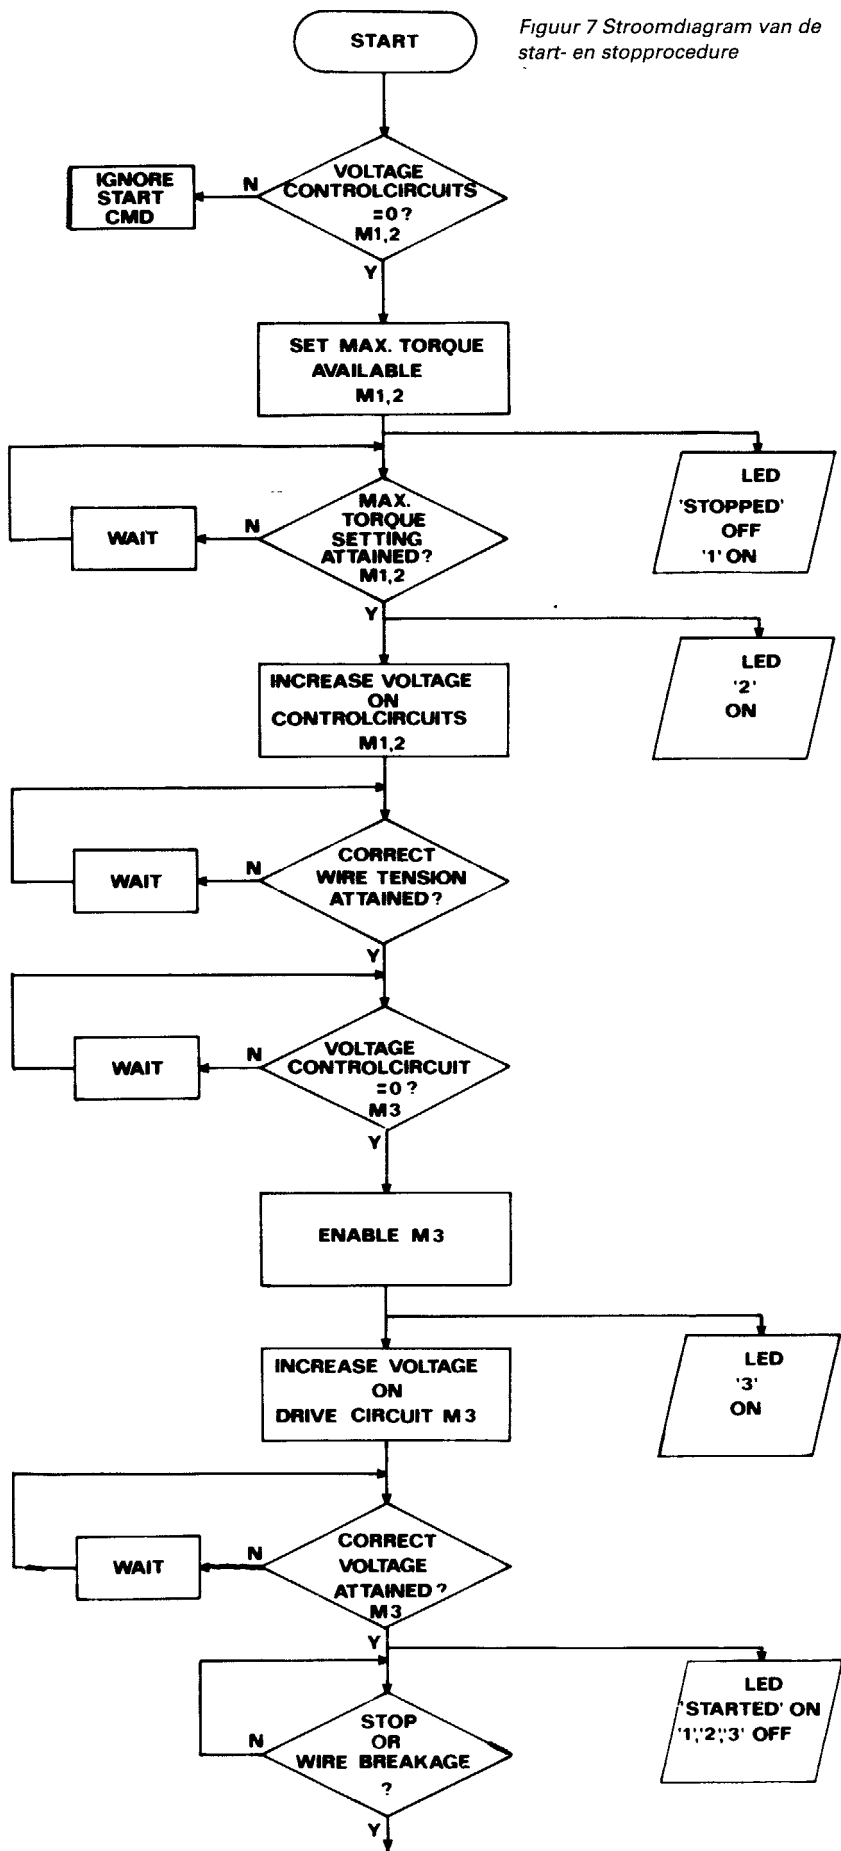 START
Figuur 7 Stroomdiagram van de
start- en stopprocedure
VOLTAGE
CONTROLCIRCUITS
=0?
M1,2
N
IGNORE
START
CMD
Y
SET MAX. TORQUE
AVAILABLE
M1,2
LED
'STOPPED'
OFF
'1' ON
MAX.
TORQUE
SETTING
ATTAINED?
M1,2
N
WAIT
Y
LED
'2'
ON
INCREASE VOLTAGE
ON
CONTROLCIRCUITS
M1,2
CORRECT
WIRE TENSION
ATTAINED?
N
WAIT
Y
VOLTAGE
CONTROLCIRCUIT
=0?
M3
N
WAIT
Y
ENABLE M3
LED
'3'
ON
INCREASE VOLTAGE
ON
DRIVE CIRCUIT M3
CORRECT
VOLTAGE
ATTAINED?
M3
N
WAIT
Y
LED
'STARTED' ON
'1','2','3' OFF
STOP
OR
WIRE BREAKAGE
?
N
Y